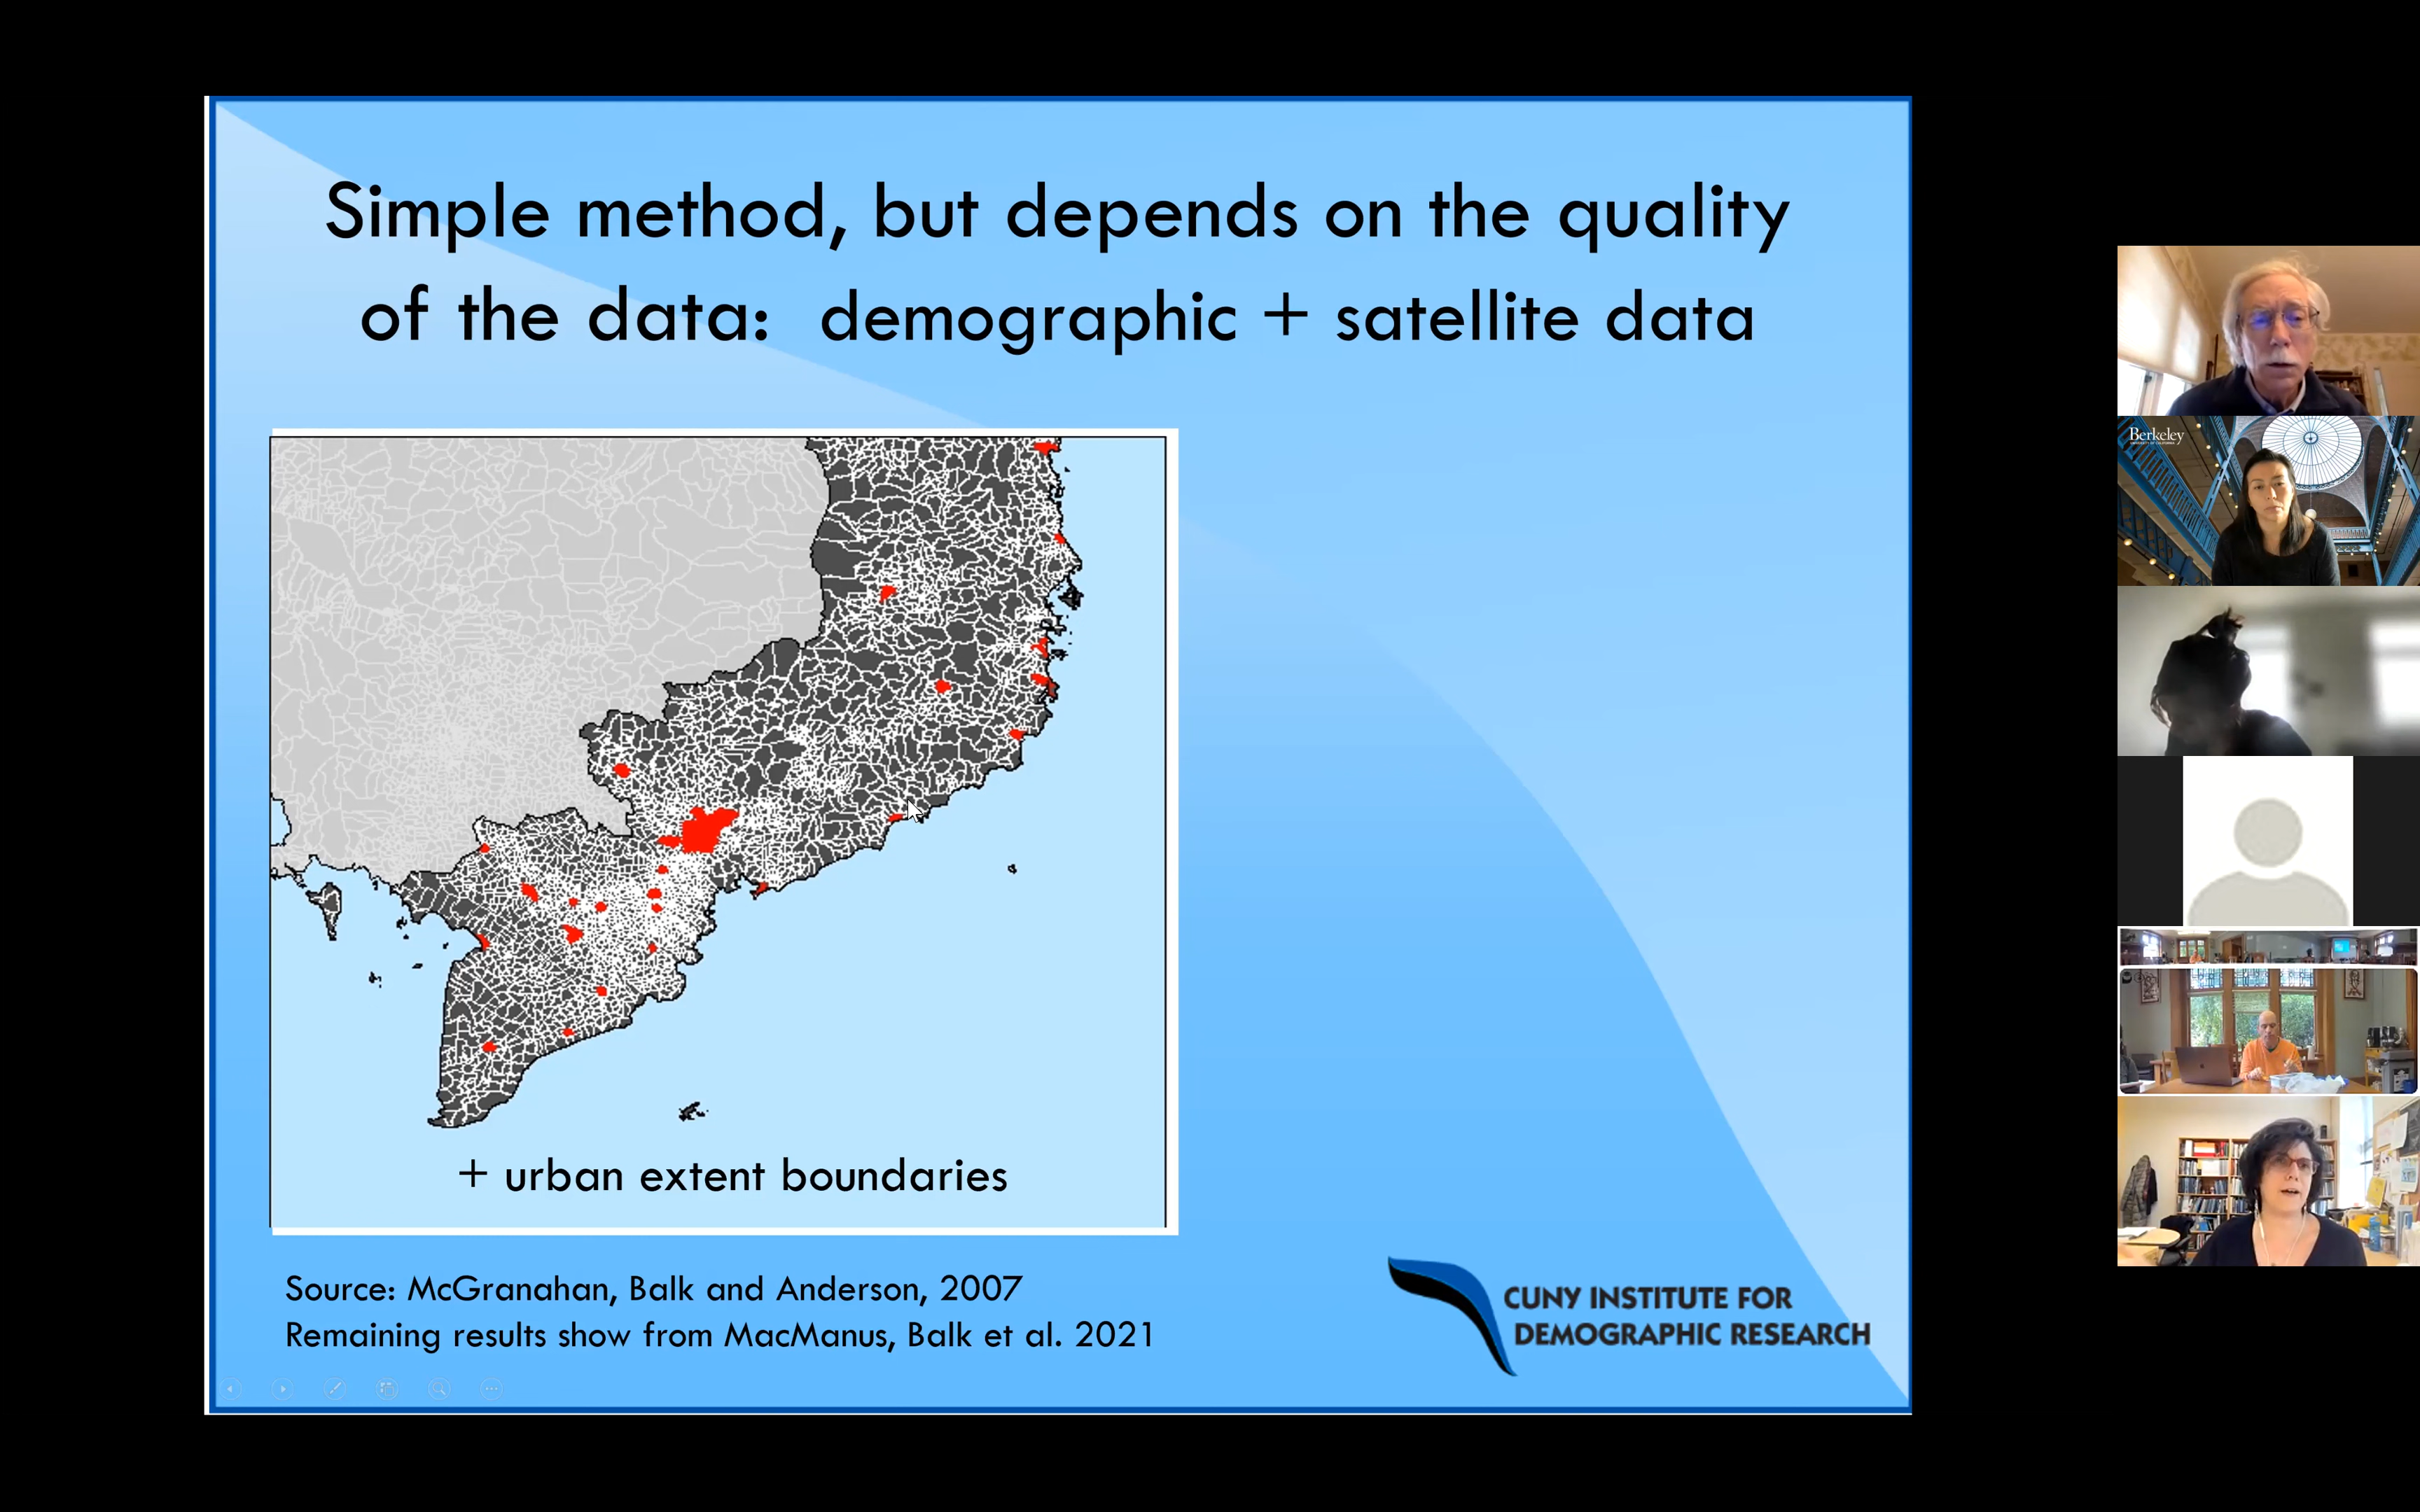 Simple method, but depends on the quality
of the data: demographic + satellite data
+ urban extent boundaries
Source: McGranahan, Balk and Anderson, 2007
Remaining results show from MacManus, Balk et al. 2021
CUNY INSTITUTE FOR
DEMOGRAPHIC RESEARCH
Berkeley